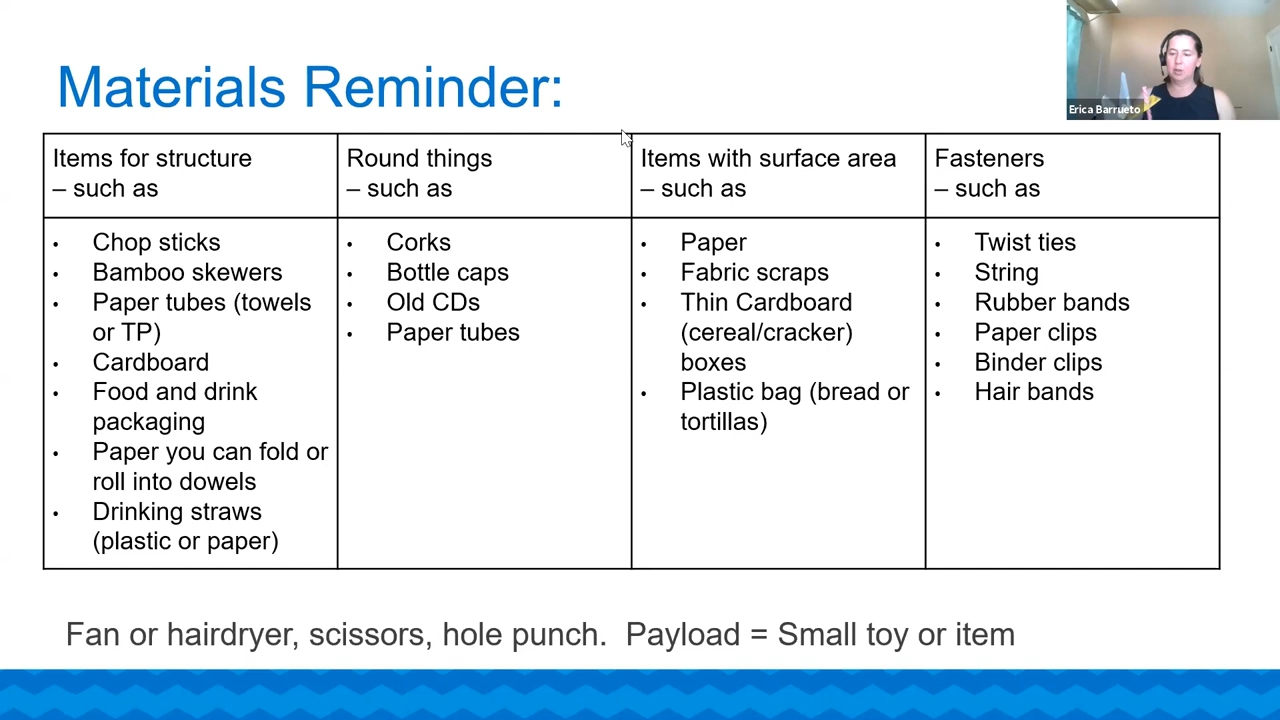 Materials Reminder:
Erica Barrueto
Items for structure
– such as
Round things
– such as
Items with surface area
– such as
Fasteners
– such as
• Chop sticks
• Bamboo skewers
• Paper tubes (towels
or TP)
• Cardboard
• Food and drink
packaging
• Paper you can fold or
roll into dowels
• Drinking straws
(plastic or paper)
• Corks
• Bottle caps
• Old CDs
• Paper tubes
• Paper
• Fabric scraps
• Thin Cardboard
(cereal/cracker)
boxes
• Plastic bag (bread or
tortillas)
• Twist ties
• String
• Rubber bands
• Paper clips
• Binder clips
• Hair bands
Fan or hairdryer, scissors, hole punch. Payload = Small toy or item